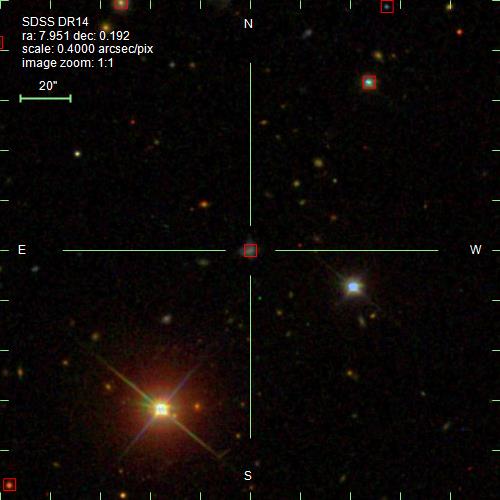 SDSS DR14
ra: 7.951 dec: 0.192
scale: 0.4000 arcsec/pix
image zoom: 1:1
20"
N
E
W
S